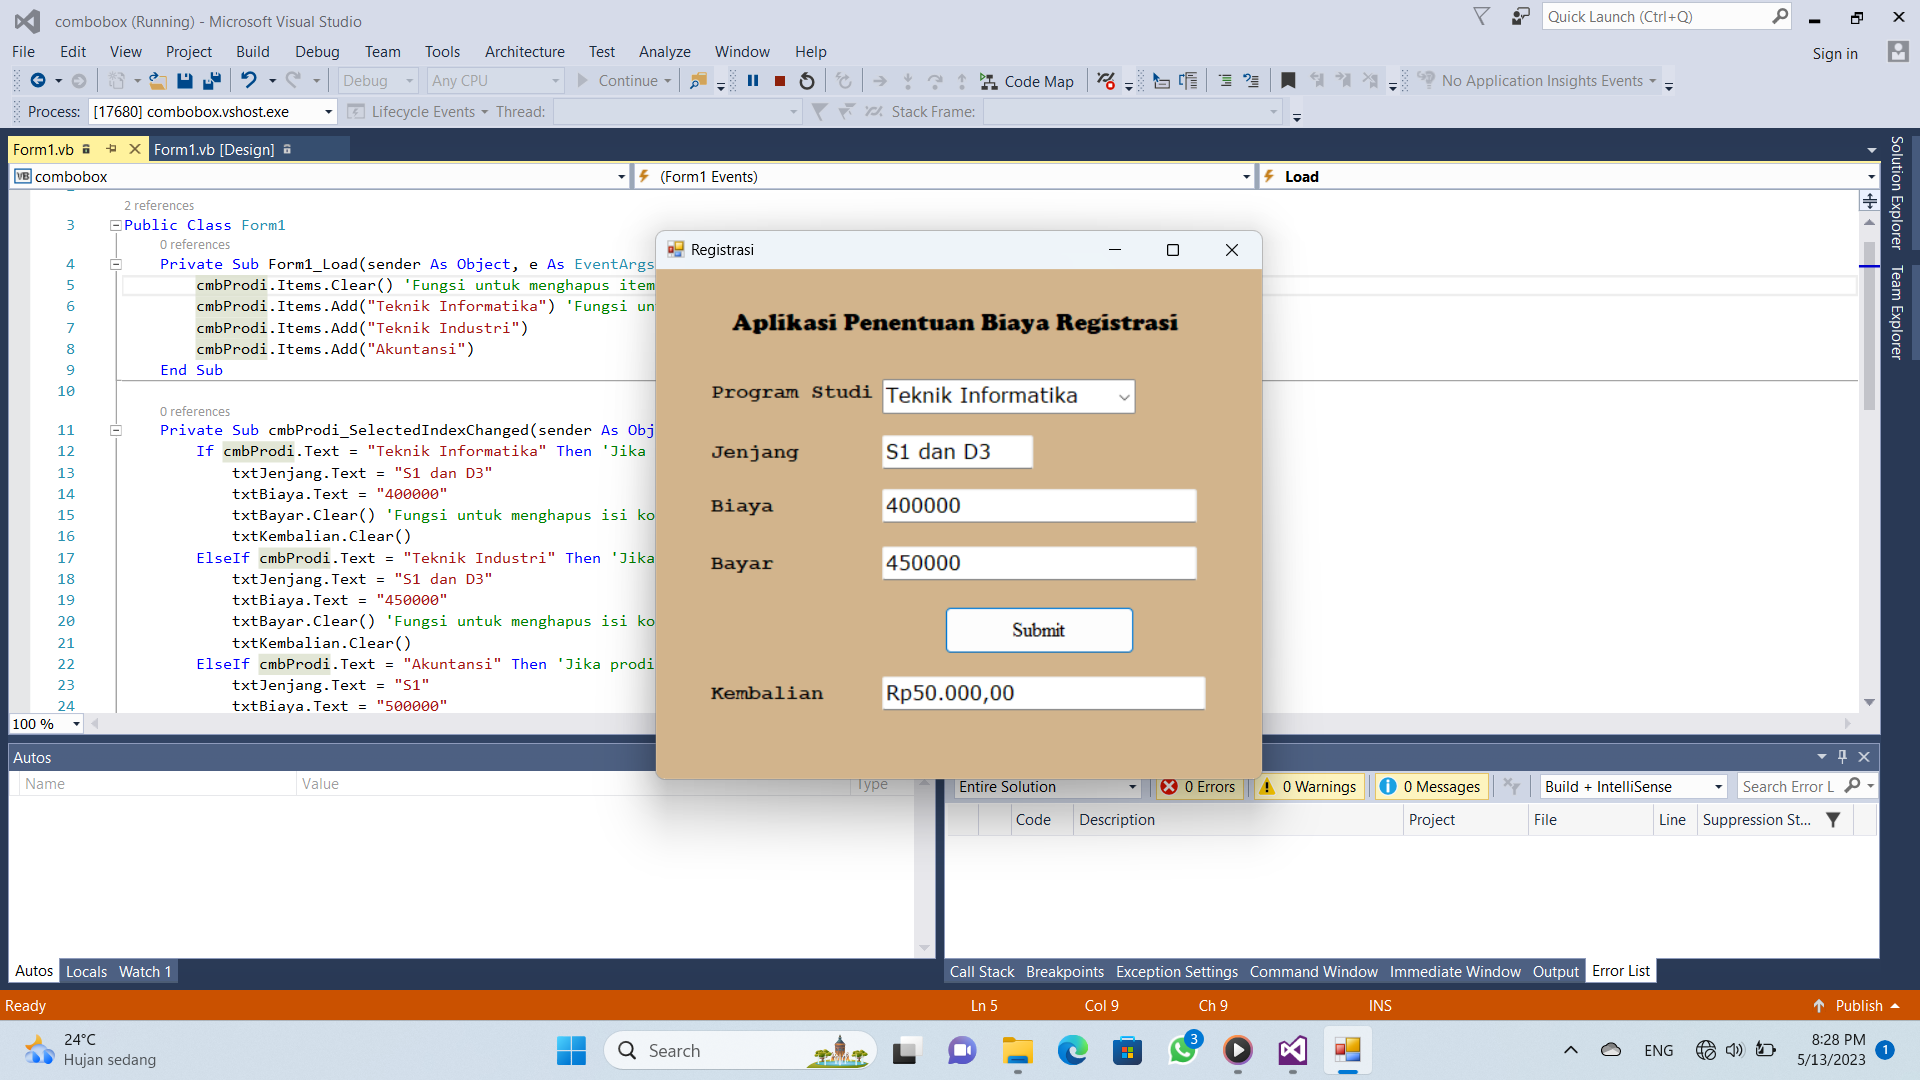 combobox (Running) - Microsoft Visual Studio
Quick Launch (Ctrl+Q)
File Edit View Project Build Debug Team Tools Architecture Test Analyze Window Help
Sign in
Debug Any CPU Continue Code Map No Application Insights Events
Process: [17680] combobox.vshost.exe Lifecycle Events Thread: Stack Frame:
Form1.vb Form1.vb [Design]
VB combobox (Form1 Events) Load
Solution Explorer
Team Explorer
2 references
3 Public Class Form1
0 references
4 Private Sub Form1_Load(sender As Object, e As EventArgs
5 cmbProdi.Items.Clear() 'Fungsi untuk menghapus item
6 cmbProdi.Items.Add("Teknik Informatika") 'Fungsi un
7 cmbProdi.Items.Add("Teknik Industri")
8 cmbProdi.Items.Add("Akuntansi")
9 End Sub
10
0 references
11 Private Sub cmbProdi_SelectedIndexChanged(sender As Obj
12 If cmbProdi.Text = "Teknik Informatika" Then 'Jika
13 txtJenjang.Text = "S1 dan D3"
14 txtBiaya.Text = "400000"
15 txtBayar.Clear() 'Fungsi untuk menghapus isi ko
16 txtKembalian.Clear()
17 ElseIf cmbProdi.Text = "Teknik Industri" Then 'Jika
18 txtJenjang.Text = "S1 dan D3"
19 txtBiaya.Text = "450000"
20 txtBayar.Clear() 'Fungsi untuk menghapus isi ko
21 txtKembalian.Clear()
22 ElseIf cmbProdi.Text = "Akuntansi" Then 'Jika prodi
23 txtJenjang.Text = "S1"
24 txtBiaya.Text = "500000"
100 %
Registrasi
Aplikasi Penentuan Biaya Registrasi
Program Studi Teknik Informatika
Jenjang S1 dan D3
Biaya 400000
Bayar 450000
Submit
Kembalian Rp50.000,00
Autos
Name Value Type
Autos Locals Watch 1
Entire Solution 0 Errors 0 Warnings 0 Messages Build + IntelliSense Search Error L
Code Description Project File Line Suppression St...
Call Stack Breakpoints Exception Settings Command Window Immediate Window Output Error List
Ready Ln 5 Col 9 Ch 9 INS Publish
24°C
Hujan sedang
Search
3
ENG
8:28 PM
5/13/2023
1